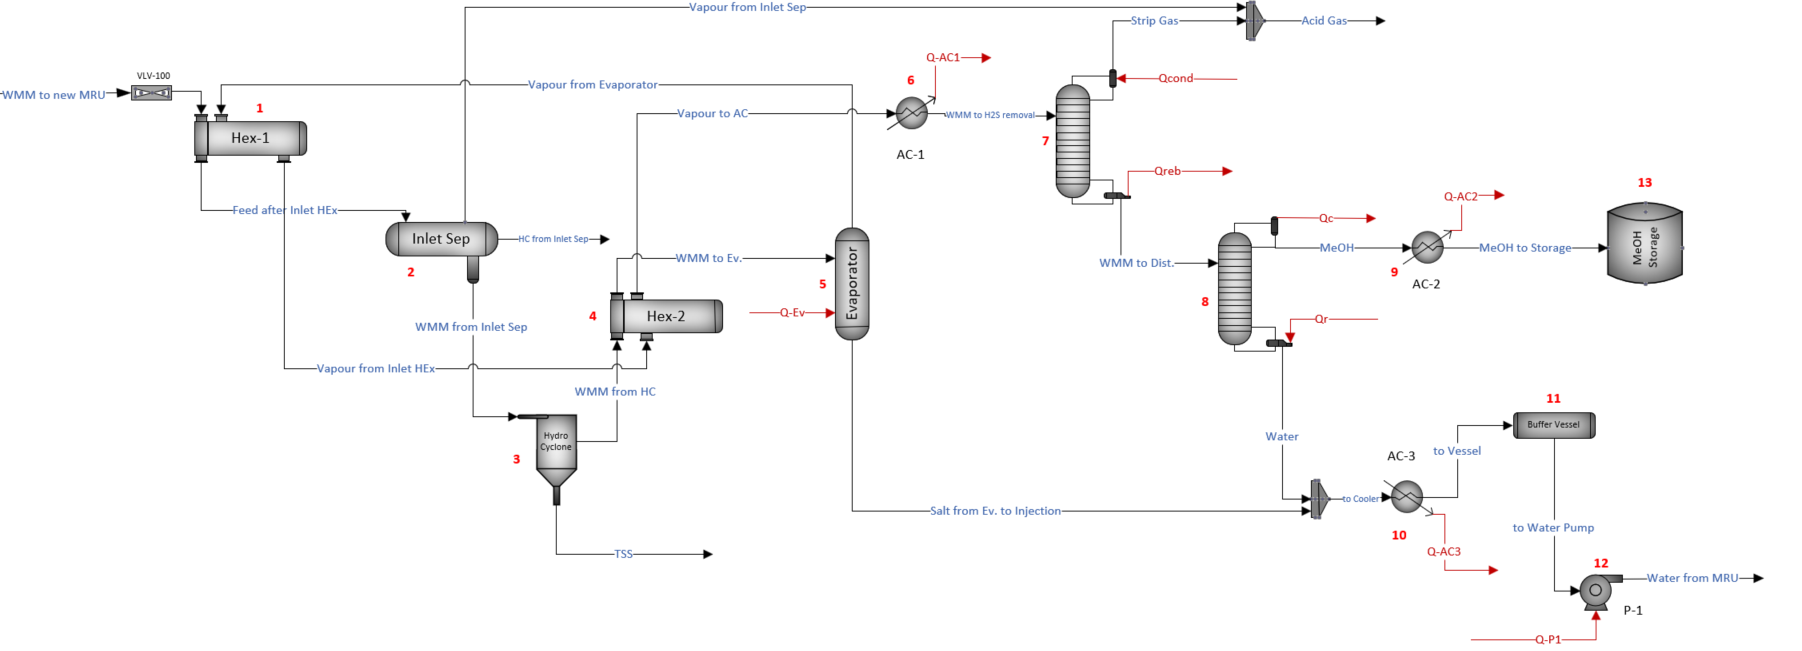 Vapour from Inlet Sep
Strip Gas
Acid Gas
Q-AC1
VLV-100
6
Qcond
WMM to new MRU
Vapour from Evaporator
1
Vapour to AC
WMM to H2S removal
Hex-1
7
AC-1
Qreb
13
Q-AC2
Feed after Inlet HEx
Qc
Inlet Sep
HC from Inlet Sep
MeOH
MeOH to Storage
MeOH
Storage
2
WMM to Ev.
WMM to Dist.
9
AC-2
5
Evaporator
8
4
Hex-2
Q-Ev
Qr
WMM from Inlet Sep
Vapour from Inlet HEx
WMM from HC
11
Buffer Vessel
Hydro
Cyclone
Water
AC-3
to Vessel
3
to Cooler
Salt from Ev. to Injection
10
to Water Pump
TSS
Q-AC3
12
Water from MRU
P-1
Q-P1